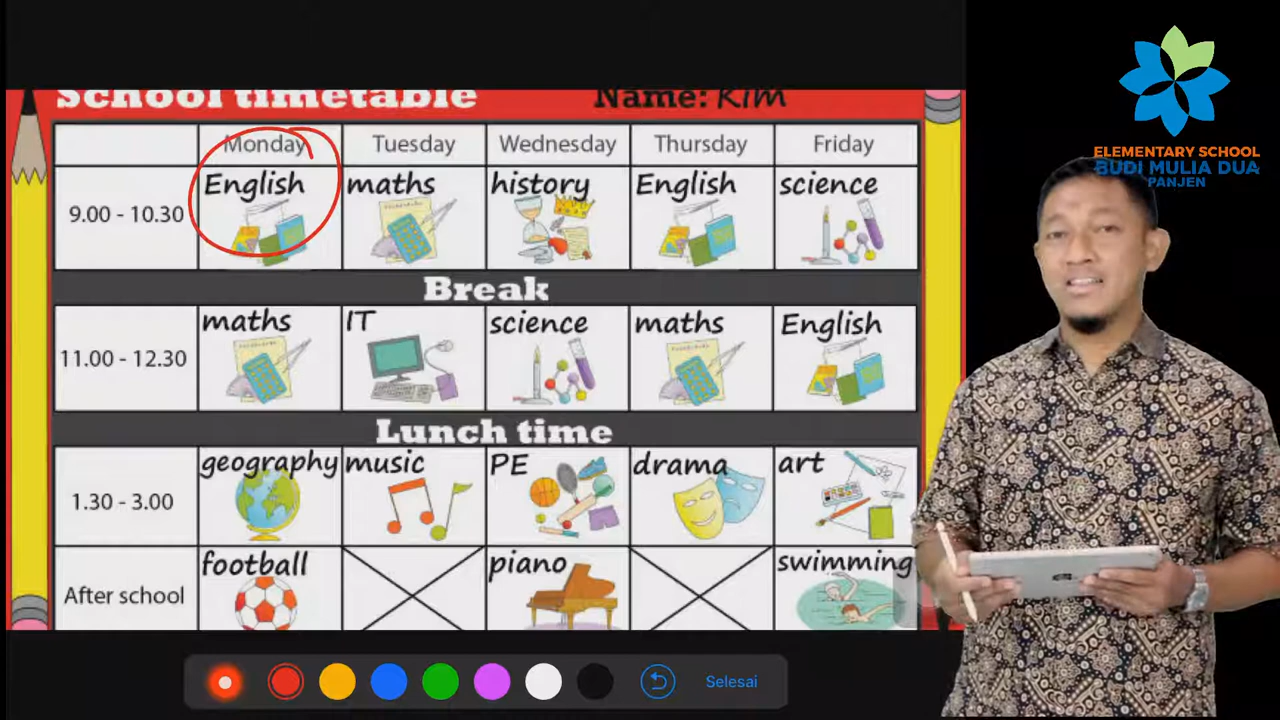 School timetable Name: Kim
Monday Tuesday Wednesday Thursday Friday
9.00 - 10.30 English maths history English science
Break
11.00 - 12.30 maths IT science maths English
Lunch time
1.30 - 3.00 geography music PE drama art
After school football piano swimming
Selesai
ELEMENTARY SCHOOL
BUDI MULIA DUA
PANJEN